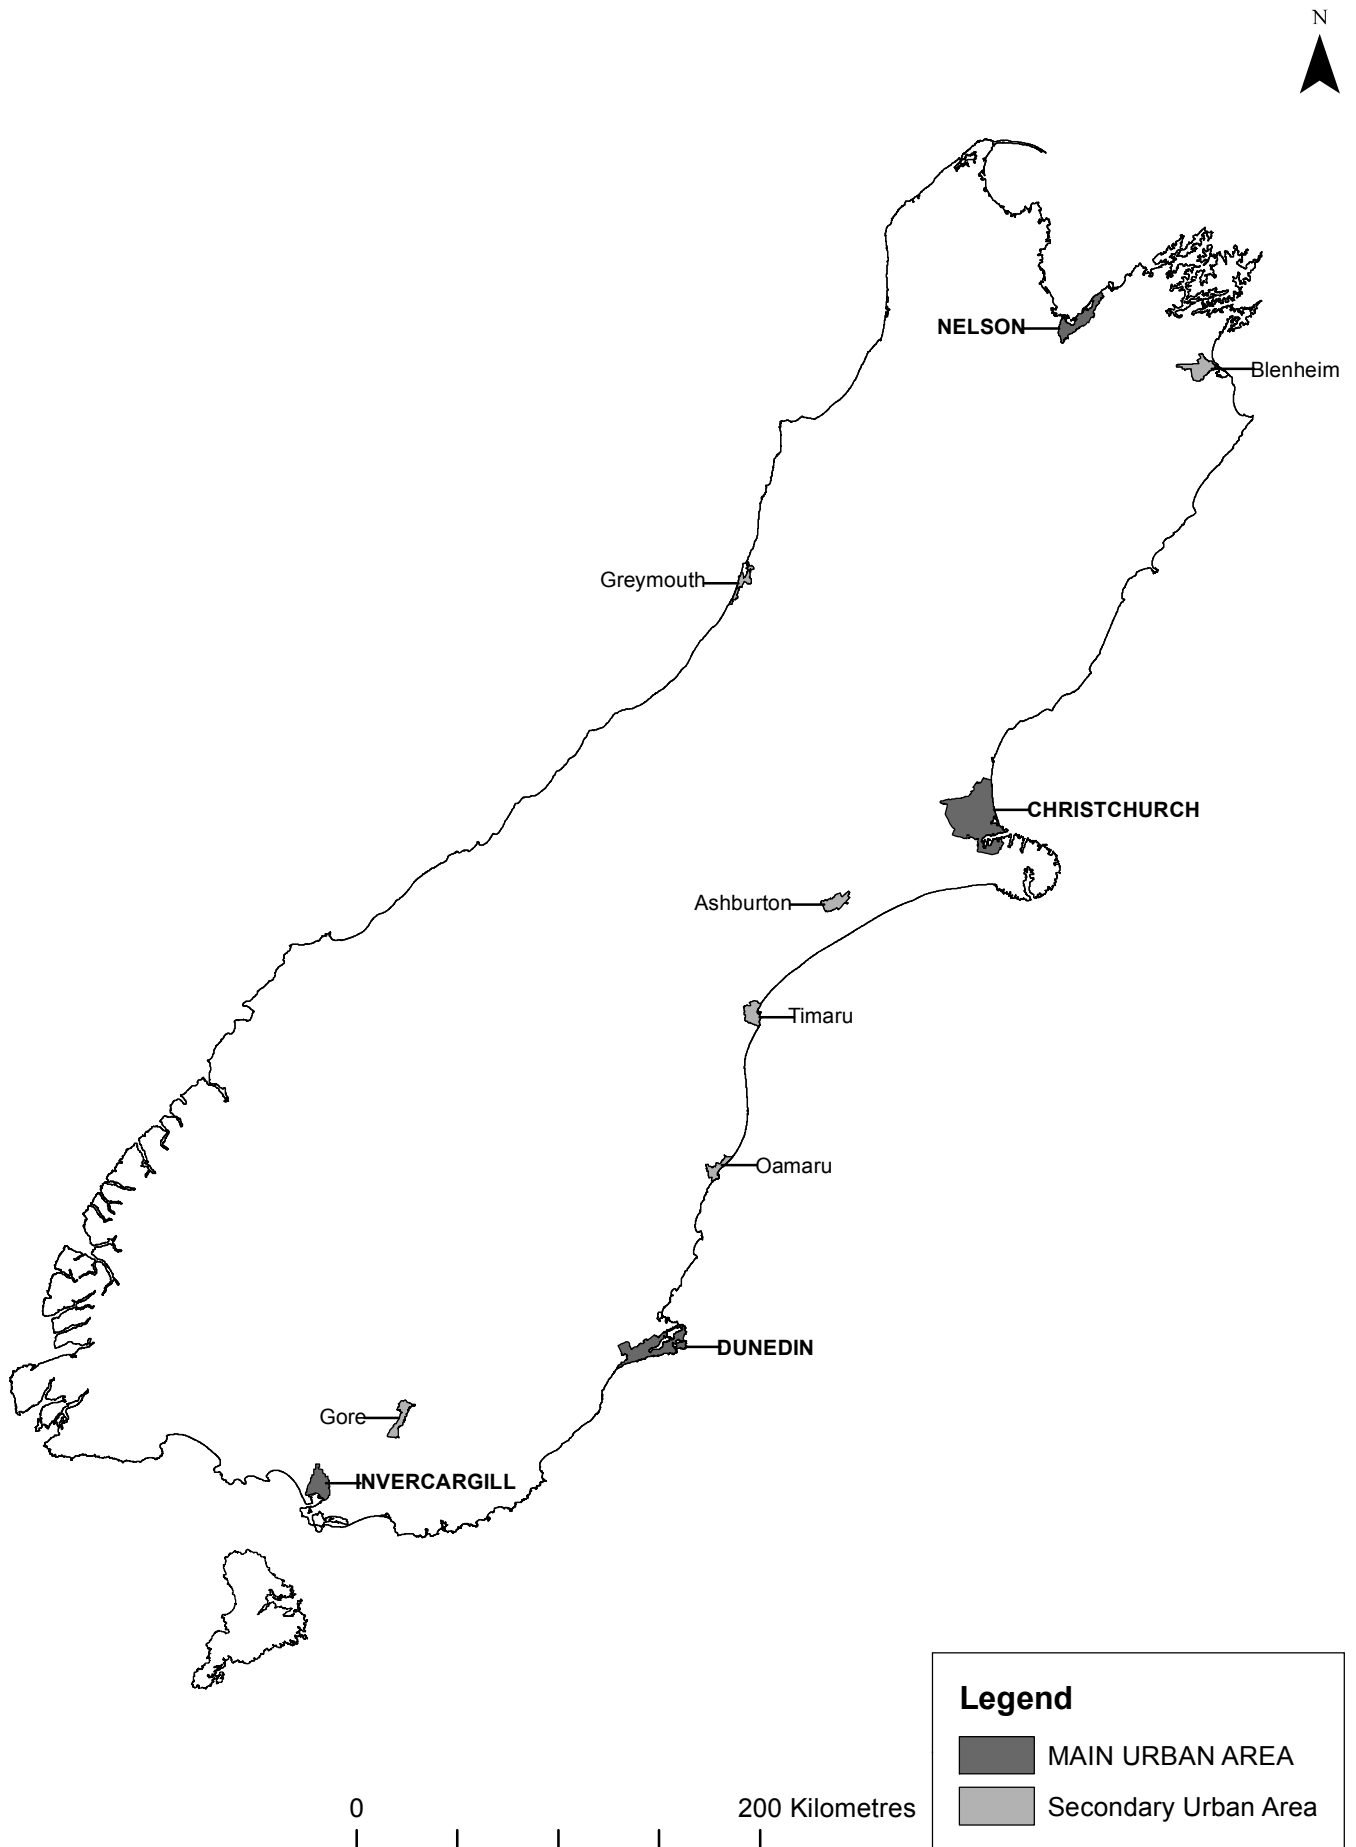 N
NELSON
Blenheim
Greymouth
CHRISTCHURCH
Ashburton
Timaru
Oamaru
DUNEDIN
Gore
INVERCARGILL
Legend
MAIN URBAN AREA
Secondary Urban Area
0
200 Kilometres